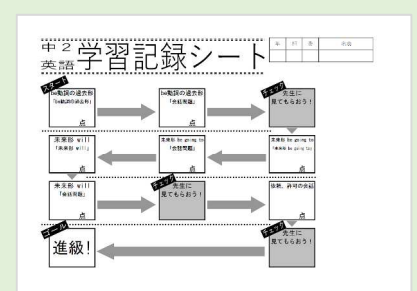 中2
英語 学習記録シート
年 組 番 氏名
スタート
be動詞の過去形
「be動詞の過去形」
点
be動詞の過去形
「会話問題」
点
チェック
先生に
見てもらおう！
未来形 will
「未来形 will」
点
未来形 be going to
「会話問題」
点
未来形 be going to
「未来形 be going to」
点
未来形 will
「会話問題」
点
チェック
先生に
見てもらおう！
依頼、許可の会話
点
ゴール
進級！
チェック
先生に
見てもらおう！